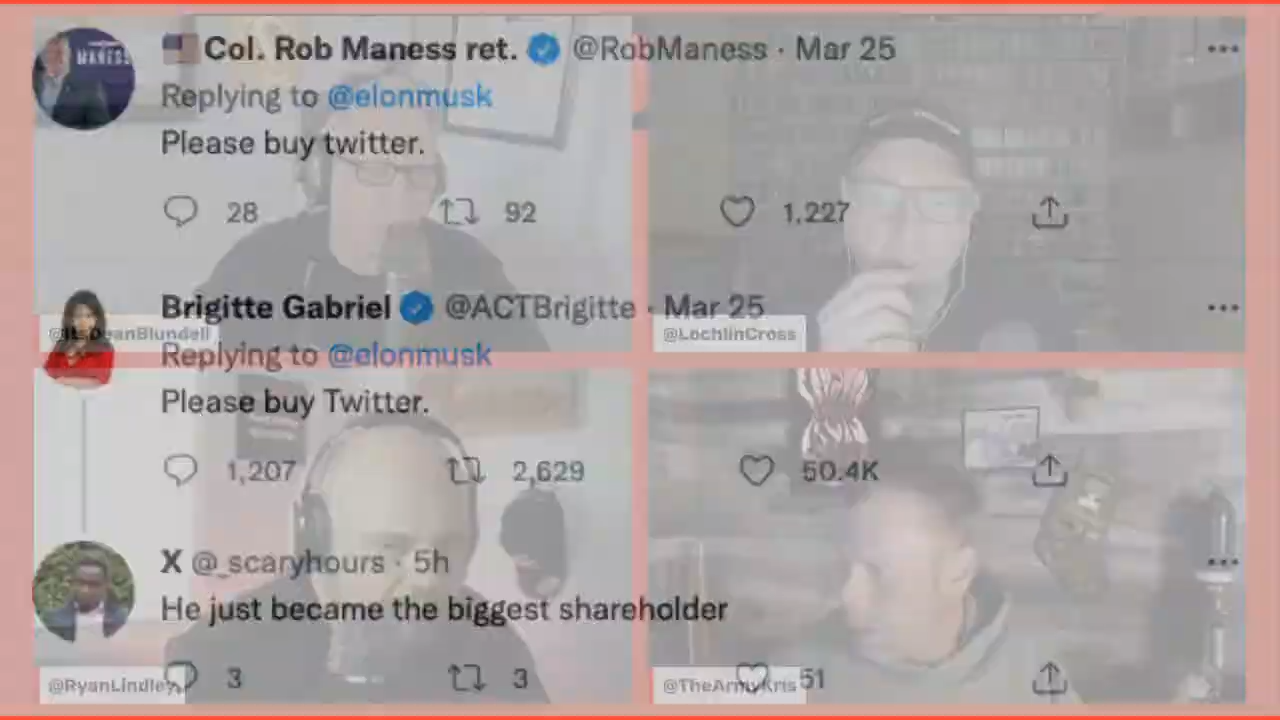 MANESS
Col. Rob Maness ret. @RobManess · Mar 25
Replying to @elonmusk
Please buy twitter.
28 92 1,227
Brigitte Gabriel @ACTBrigitte · Mar 25
@ItsDeanBlundell @LochlinCross
Replying to @elonmusk
Please buy Twitter.
1,207 2,629 50.4K
X @_scaryhours · 5h
He just became the biggest shareholder
3 3 51
@RyanLindley @TheArmyKris